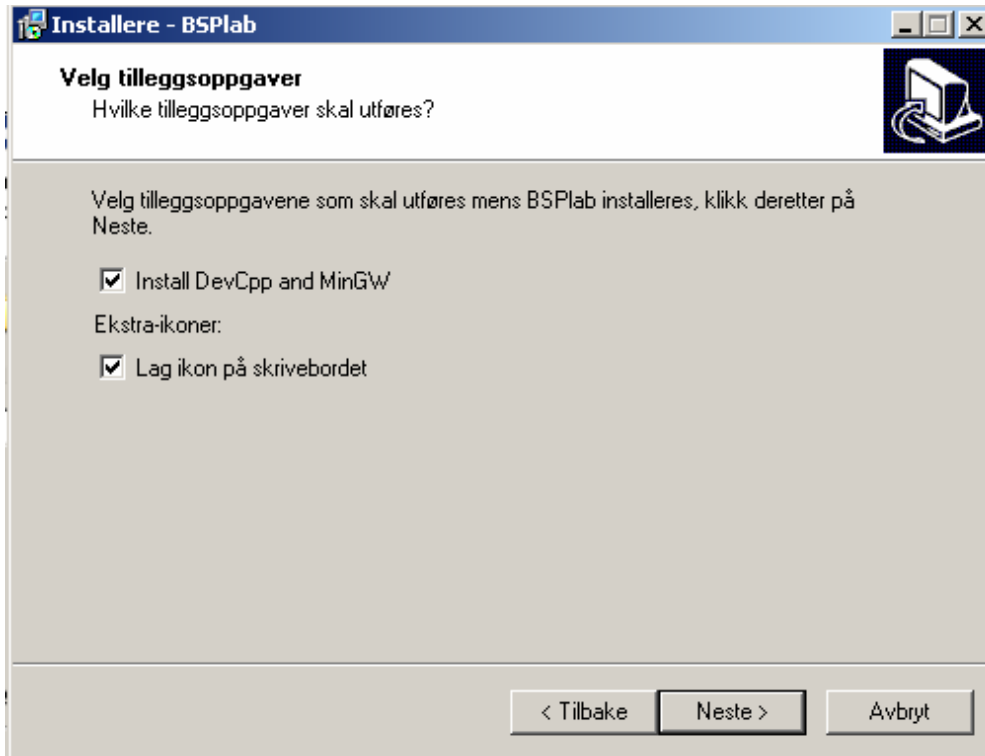 Installere - BSPlab
Velg tilleggsoppgaver
Hvilke tilleggsoppgaver skal utføres?
Velg tilleggsoppgavene som skal utføres mens BSPlab installeres, klikk deretter på
Neste.
Install DevCpp and MinGW
Ekstra-ikoner:
Lag ikon på skrivebordet
< Tilbake
Neste >
Avbryt